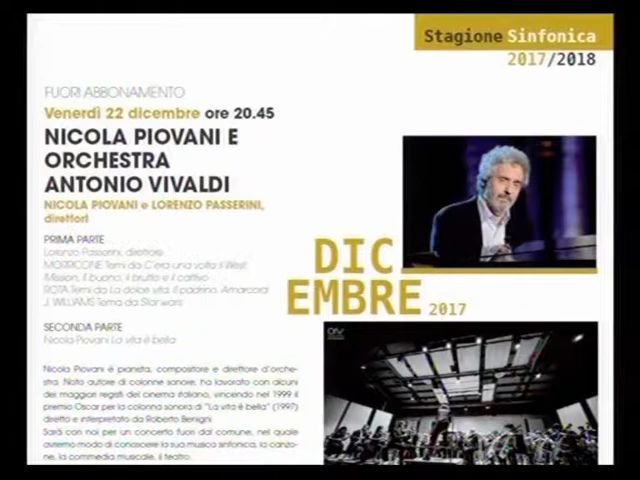 Stagione Sinfonica
2017/2018
FUORI ABBONAMENTO
Venerdì 22 dicembre ore 20.45
NICOLA PIOVANI E
ORCHESTRA
ANTONIO VIVALDI
NICOLA PIOVANI e LORENZO PASSERINI,
direttori
PRIMA PARTE
Lorenzo Passerini, direttore
MORRICONE Temi da C'era una volta il West,
Mission, Il buono, il brutto e il cattivo
ROTA Temi da La dolce vita, Il padrino, Amarcord
J. WILLIAMS Tema da Star wars
SECONDA PARTE
Nicola Piovani La vita è bella
Nicola Piovani è pianista, compositore e direttore d'orche-
stra. Noto autore di colonne sonore, ha lavorato con alcuni
dei maggiori registi del cinema italiano, vincendo nel 1999 il
premio Oscar per la colonna sonora di "La vita è bella" (1997)
diretto e interpretato da Roberto Benigni.
Sarà con noi per un concerto fuori dal comune, nel quale
avremo modo di conoscere la sua musica sinfonica, la canzo-
ne, la commedia musicale, il teatro.
DIC
EMBRE 2017
OAV